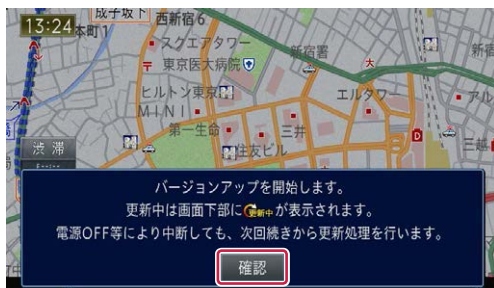 13:24
成子坂下
本町1
西新宿6
スクエアタワー
新宿署
東京医大病院
ヒルトン東京
MINI
エルタワー
アル
第一生命
三井
住友ビル
三越
渋滞
D
バージョンアップを開始します。
更新中は画面下部に更新中が表示されます。
電源OFF等により中断しても、次回続きから更新処理を行います。
確認